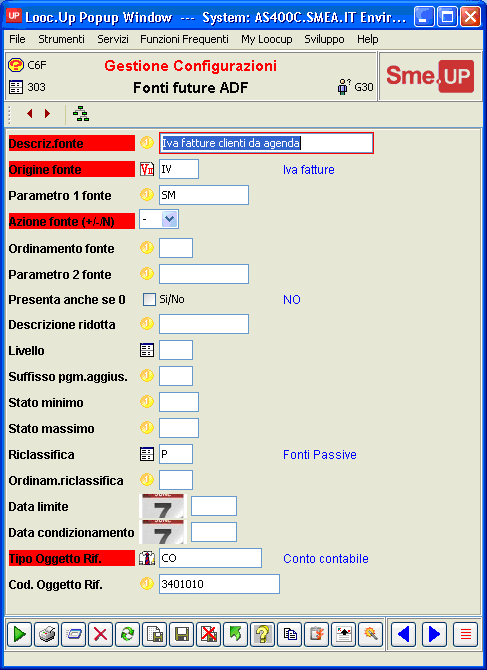 UP Looc.Up Popup Window --- System: AS400C.SMEA.IT Envir...
File Strumenti Servizi Funzioni Frequenti My Loocup Sviluppo Help
C6F Gestione Configurazioni
303 Fonti future ADF G30
Sme.UP
Descriz.fonte Iva fatture clienti da agenda
Origine fonte IV Iva fatture
Parametro 1 fonte SM
Azione fonte (+/-/N) -
Ordinamento fonte
Parametro 2 fonte
Presenta anche se 0 Si/No NO
Descrizione ridotta
Livello
Suffisso pgm.aggius.
Stato minimo
Stato massimo
Riclassifica P Fonti Passive
Ordinam.riclassifica
Data limite 7
Data condizionamento 7
Tipo Oggetto Rif. CO Conto contabile
Cod. Oggetto Rif. 3401010